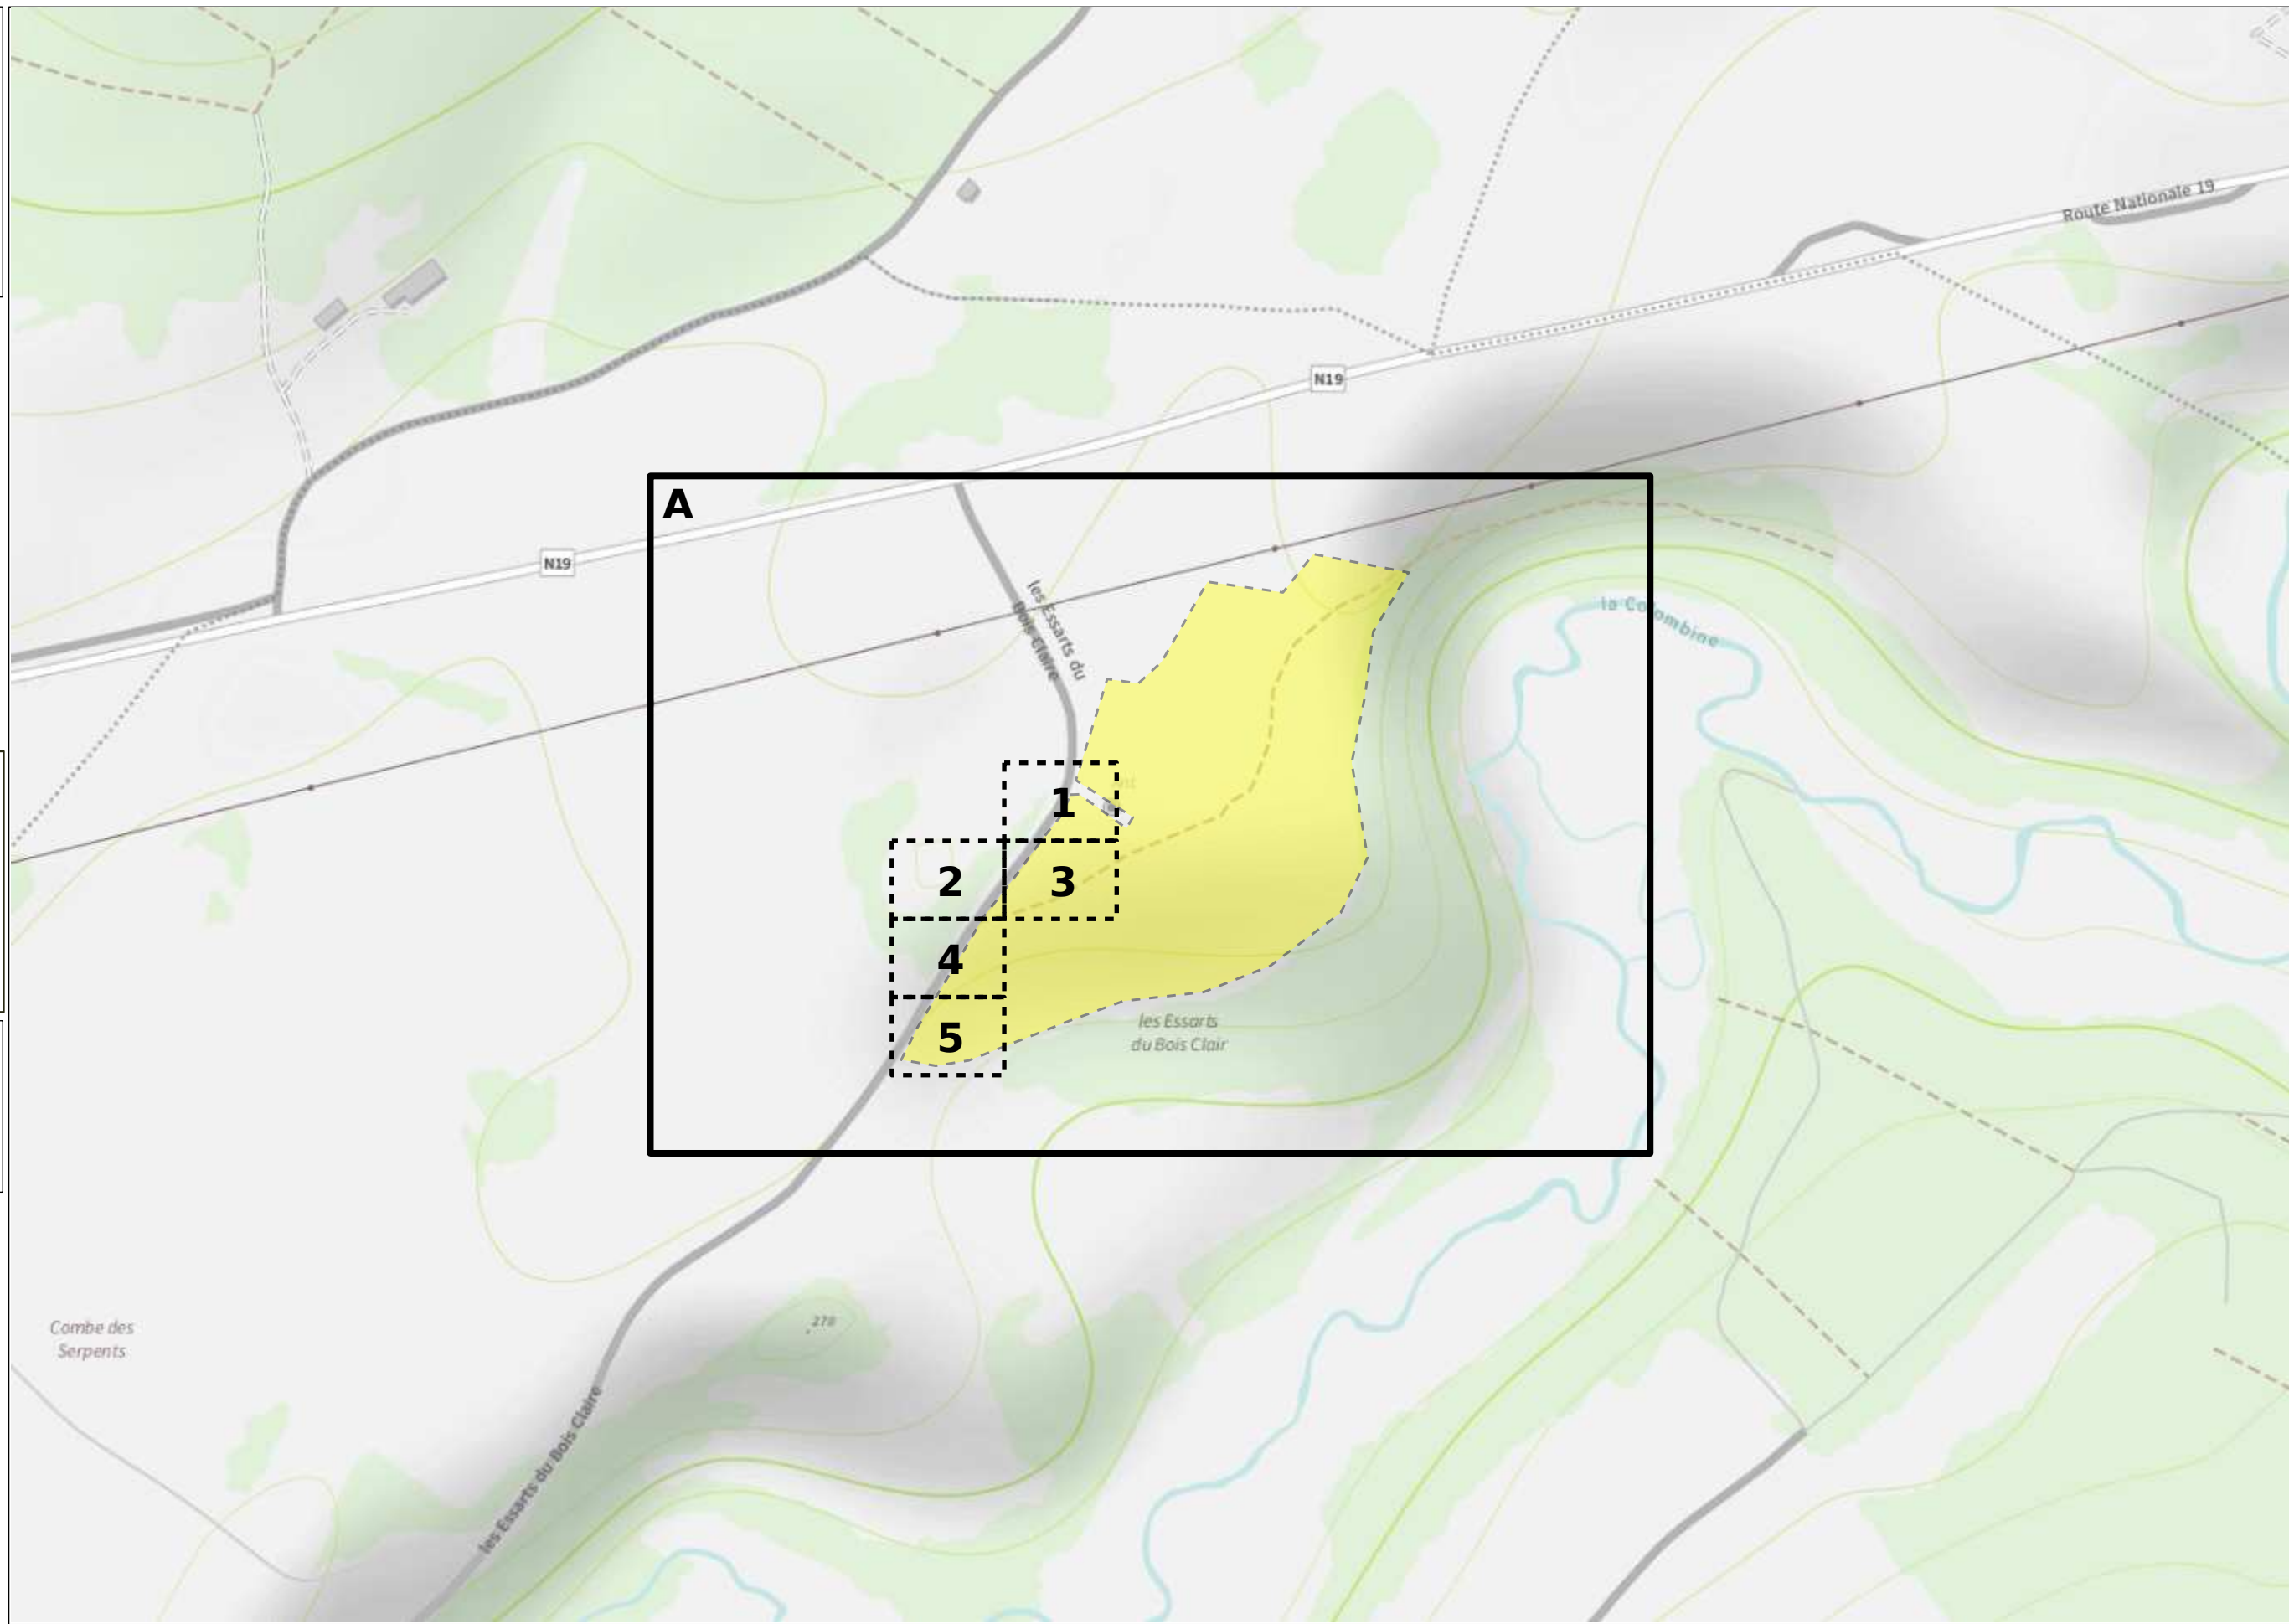 Route Nationale 19
N19
A
N19
les Essarts du
Bois Claire
la Colombine
1
2
3
4
5
les Essarts
du Bois Clair
278
Combe des
Serpents
les Essarts du Bois Claire